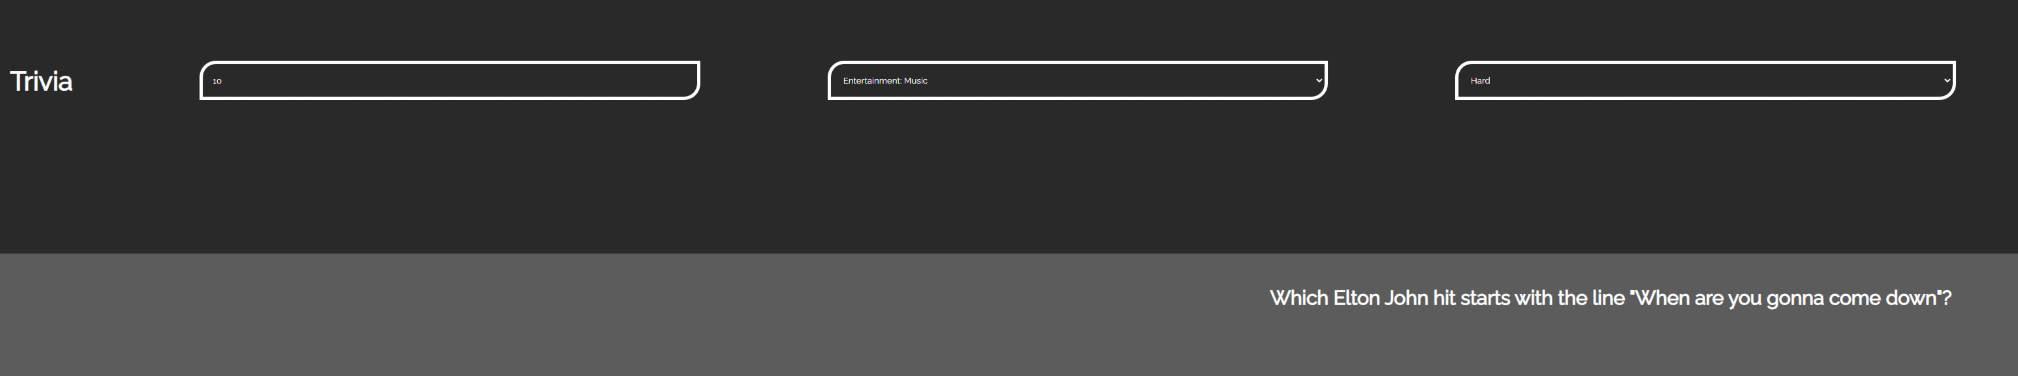 Trivia
10
Entertainment: Music
Hard
Which Elton John hit starts with the line "When are you gonna come down"?